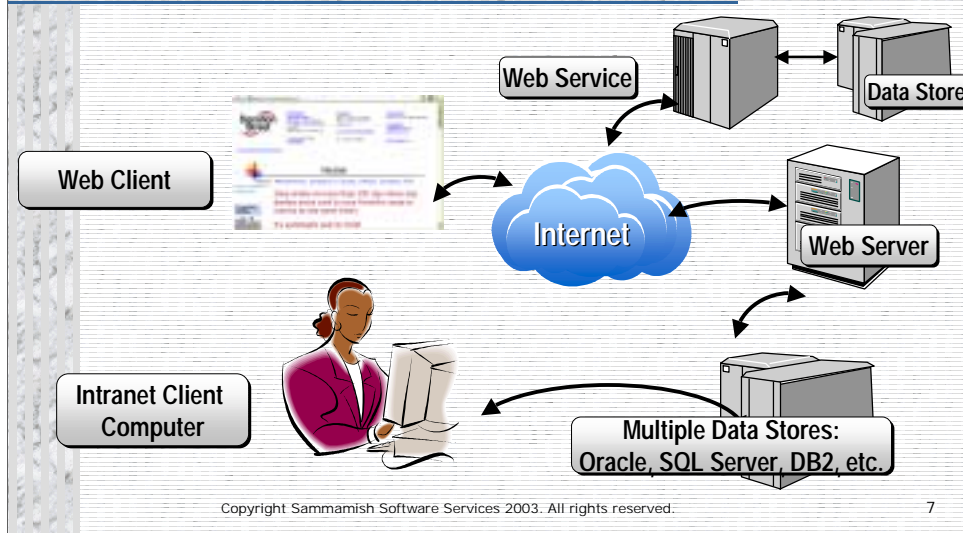 Web Service
Data Store
Web Client
Internet
Web Server
Intranet Client
Computer
Multiple Data Stores:
Oracle, SQL Server, DB2, etc.
Copyright Sammamish Software Services 2003. All rights reserved.
7